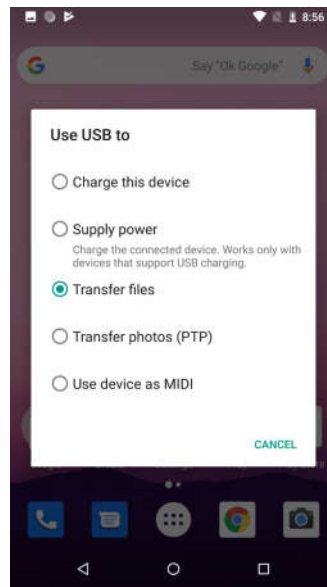 8:56
G
Say "Ok Google"
Use USB to
Charge this device
Supply power
Charge the connected device. Works only with
devices that support USB charging.
Transfer files
Transfer photos (PTP)
Use device as MIDI
CANCEL